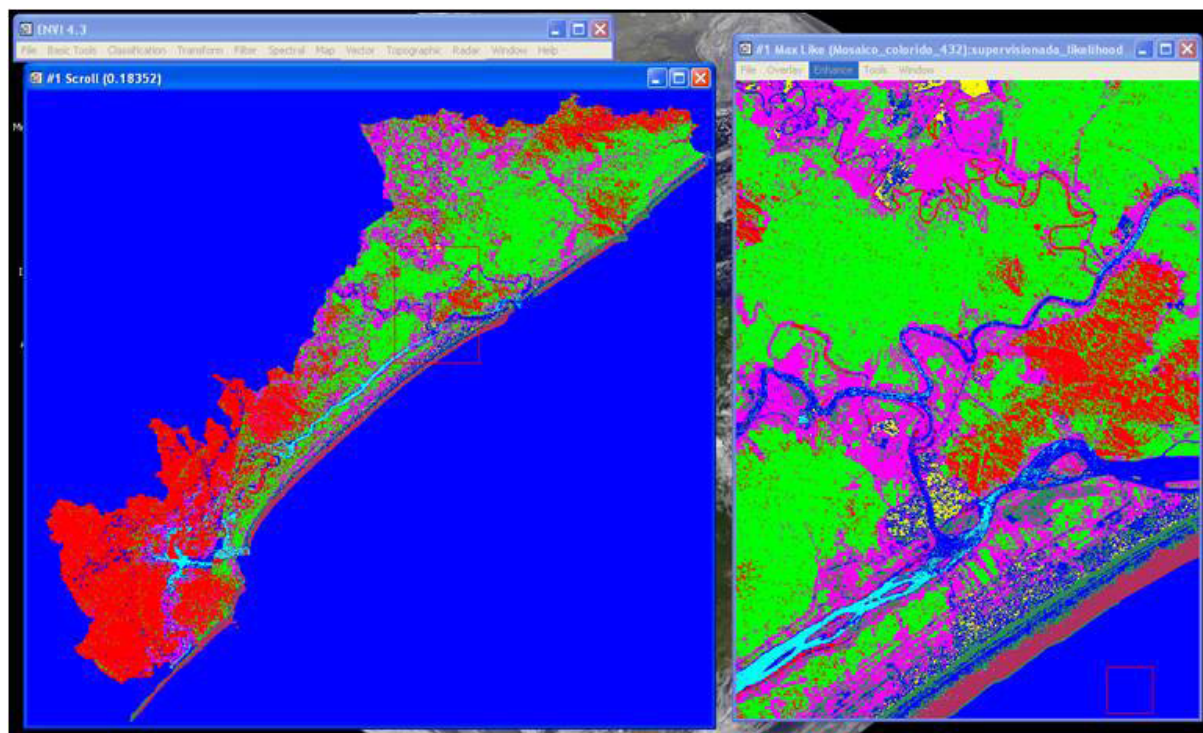 ENVI 4.3
File Basic Tools Classification Transform Filter Spectral Map Vector Topographic Radar Window Help
#1 Scroll (0.18352)
#1 Max Like (Mosaico_colorido_432):supervisionado_likelihood...
File Overlay Enhance Tools Window